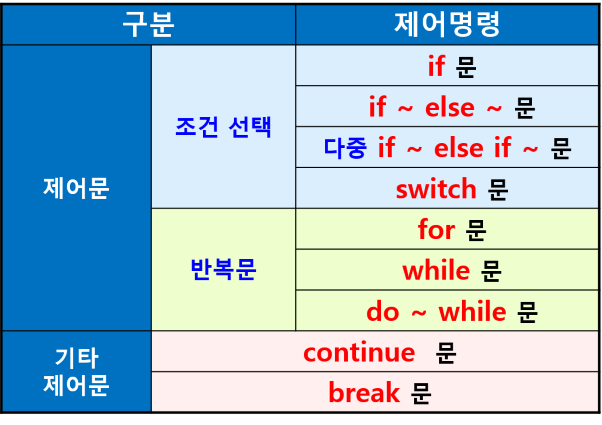 구분 제어명령
제어문
조건 선택
if 문
if ~ else ~ 문
다중 if ~ else if ~ 문
switch 문
반복문
for 문
while 문
do ~ while 문
기타
제어문
continue 문
break 문